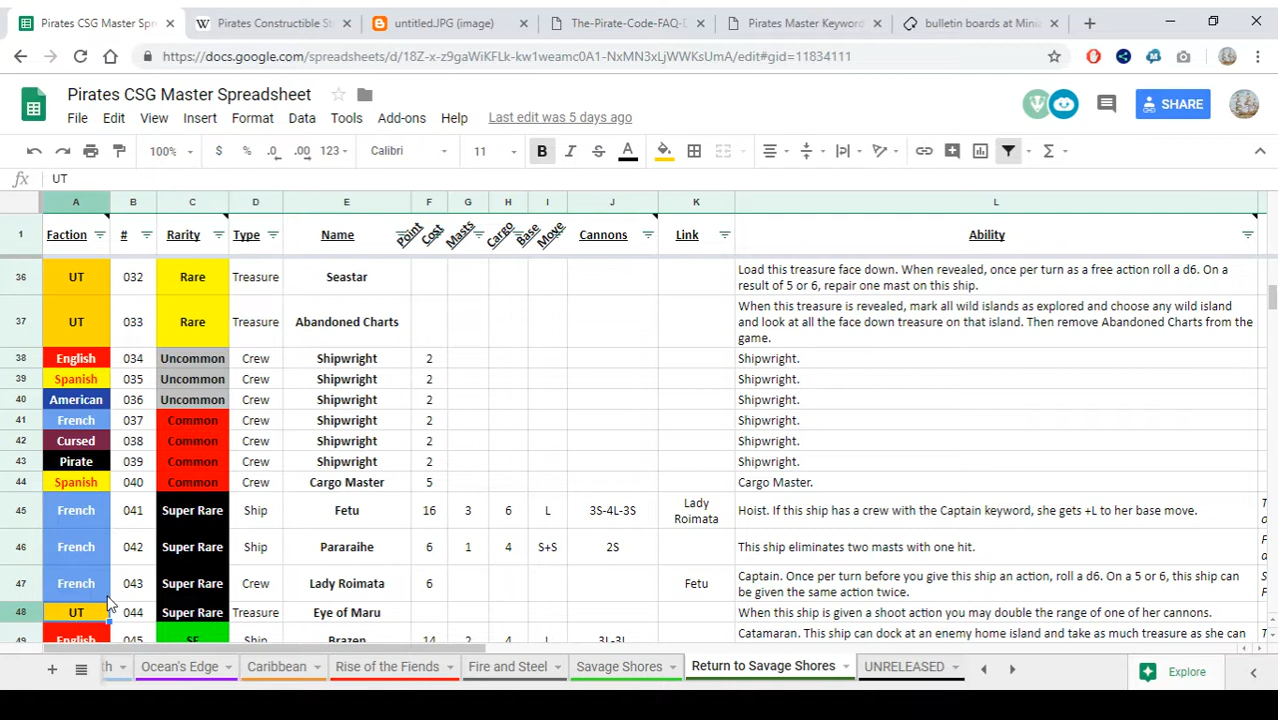 Pirates CSG Master Spre
Pirates Constructible St
untitled.JPG (image)
The-Pirate-Code-FAQ-
Pirates Master Keyword
bulletin boards at Minia
https://docs.google.com/spreadsheets/d/18Z-x-z9gaWiKFLk-kw1weamc0A1-NxMN3xLjWWKsUmA/edit#gid=11834111
Pirates CSG Master Spreadsheet
SHARE
File Edit View Insert Format Data Tools Add-ons Help Last edit was 5 days ago
100% $ % .0 .00 123 Calibri 11 B I S A
fx UT
A B C D E F G H I J K L
1 Faction # Rarity Type Name Point Cost Masts Cargo Base Move Cannons Link Ability
36 UT 032 Rare Treasure Seastar Load this treasure face down. When revealed, once per turn as a free action roll a d6. On a
result of 5 or 6, repair one mast on this ship.
37 UT 033 Rare Treasure Abandoned Charts When this treasure is revealed, mark all wild islands as explored and choose any wild island
and look at all the face down treasure on that island. Then remove Abandoned Charts from the
game.
38 English 034 Uncommon Crew Shipwright 2 Shipwright.
39 Spanish 035 Uncommon Crew Shipwright 2 Shipwright.
40 American 036 Uncommon Crew Shipwright 2 Shipwright.
41 French 037 Common Crew Shipwright 2 Shipwright.
42 Cursed 038 Common Crew Shipwright 2 Shipwright.
43 Pirate 039 Common Crew Shipwright 2 Shipwright.
44 Spanish 040 Common Crew Cargo Master 5 Cargo Master.
45 French 041 Super Rare Ship Fetu 16 3 6 L 3S-4L-3S Lady Roimata Hoist. If this ship has a crew with the Captain keyword, she gets +L to her base move.
46 French 042 Super Rare Ship Pararaihe 6 1 4 S+S 2S This ship eliminates two masts with one hit.
47 French 043 Super Rare Crew Lady Roimata 6 Fetu Captain. Once per turn before you give this ship an action, roll a d6. On a 5 or 6, this ship can
be given the same action twice.
48 UT 044 Super Rare Treasure Eye of Maru When this ship is given a shoot action you may double the range of one of her cannons.
49 English 045 SE Ship Brazen 14 2 4 L 3L-3L Catamaran. This ship can dock at an enemy home island and take as much treasure as she can
Ocean's Edge Caribbean Rise of the Fiends Fire and Steel Savage Shores Return to Savage Shores UNRELEASED Explore